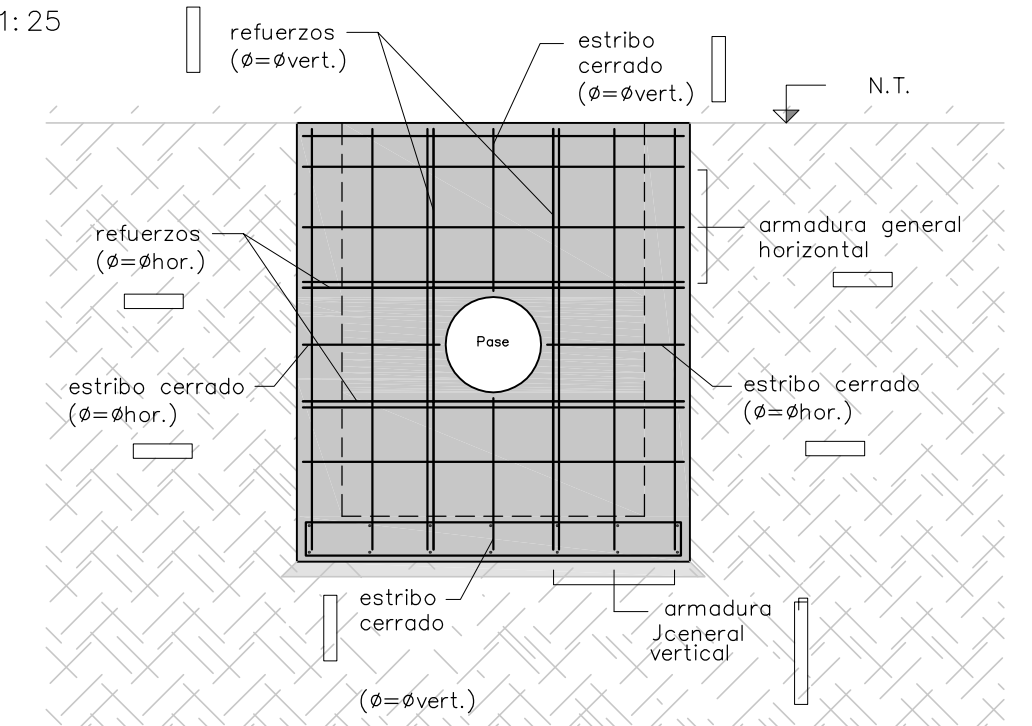 1:25
refuerzos
(ø=øvert.)
estribo
cerrado
(ø=øvert.)
N.T.
armadura general
horizontal
refuerzos
(ø=øhor.)
Pase
estribo cerrado
(ø=øhor.)
estribo cerrado
(ø=øhor.)
estribo
cerrado
(ø=øvert.)
armadura
Jceneral
vertical